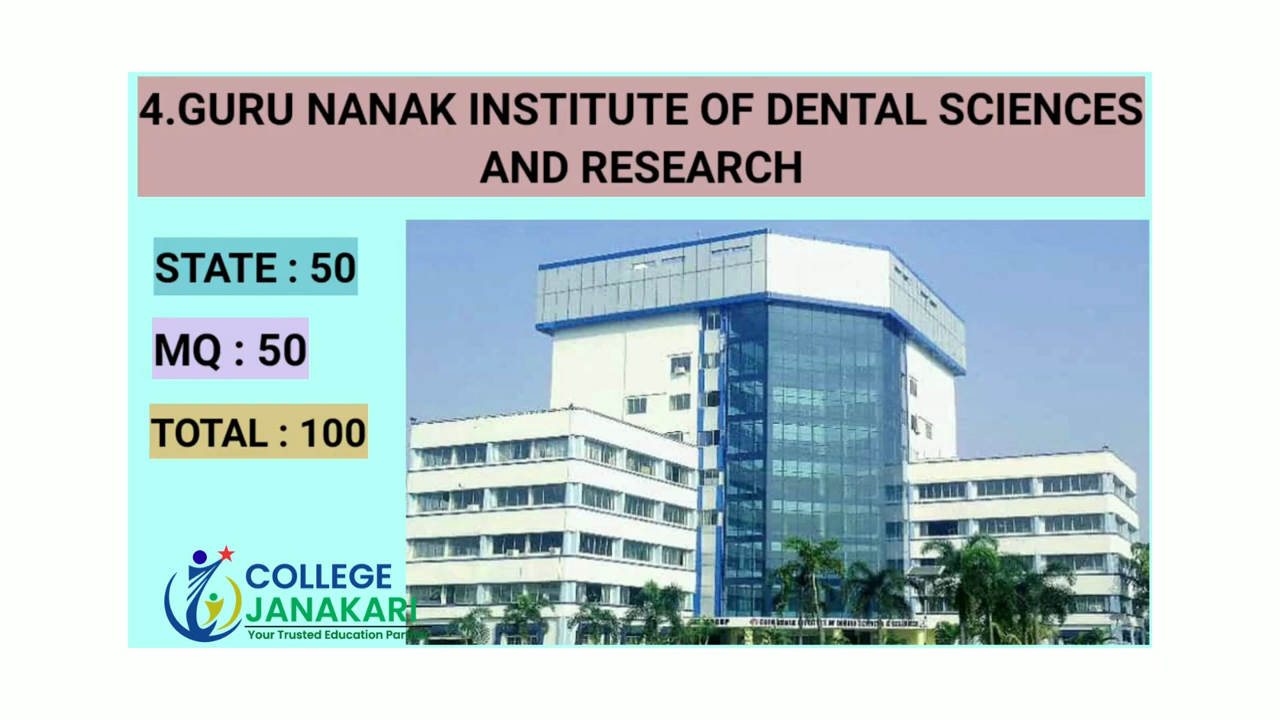 4.GURU NANAK INSTITUTE OF DENTAL SCIENCES
AND RESEARCH
STATE : 50
MQ : 50
TOTAL : 100
COLLEGE
JANAKARI
Your Trusted Education